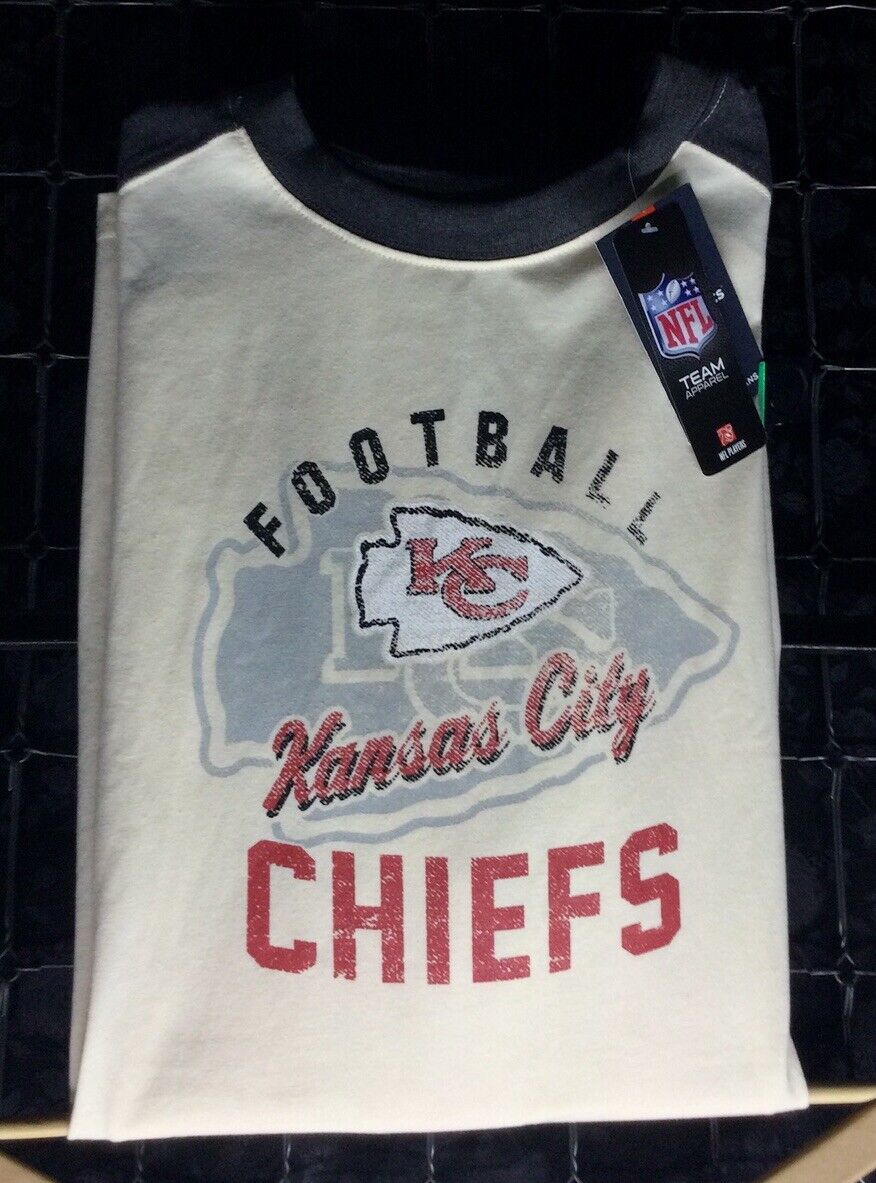 FOOTBALL
KC
Kansas City
CHIEFS
NFL
TEAM
APPAREL
NFL PLAYERS